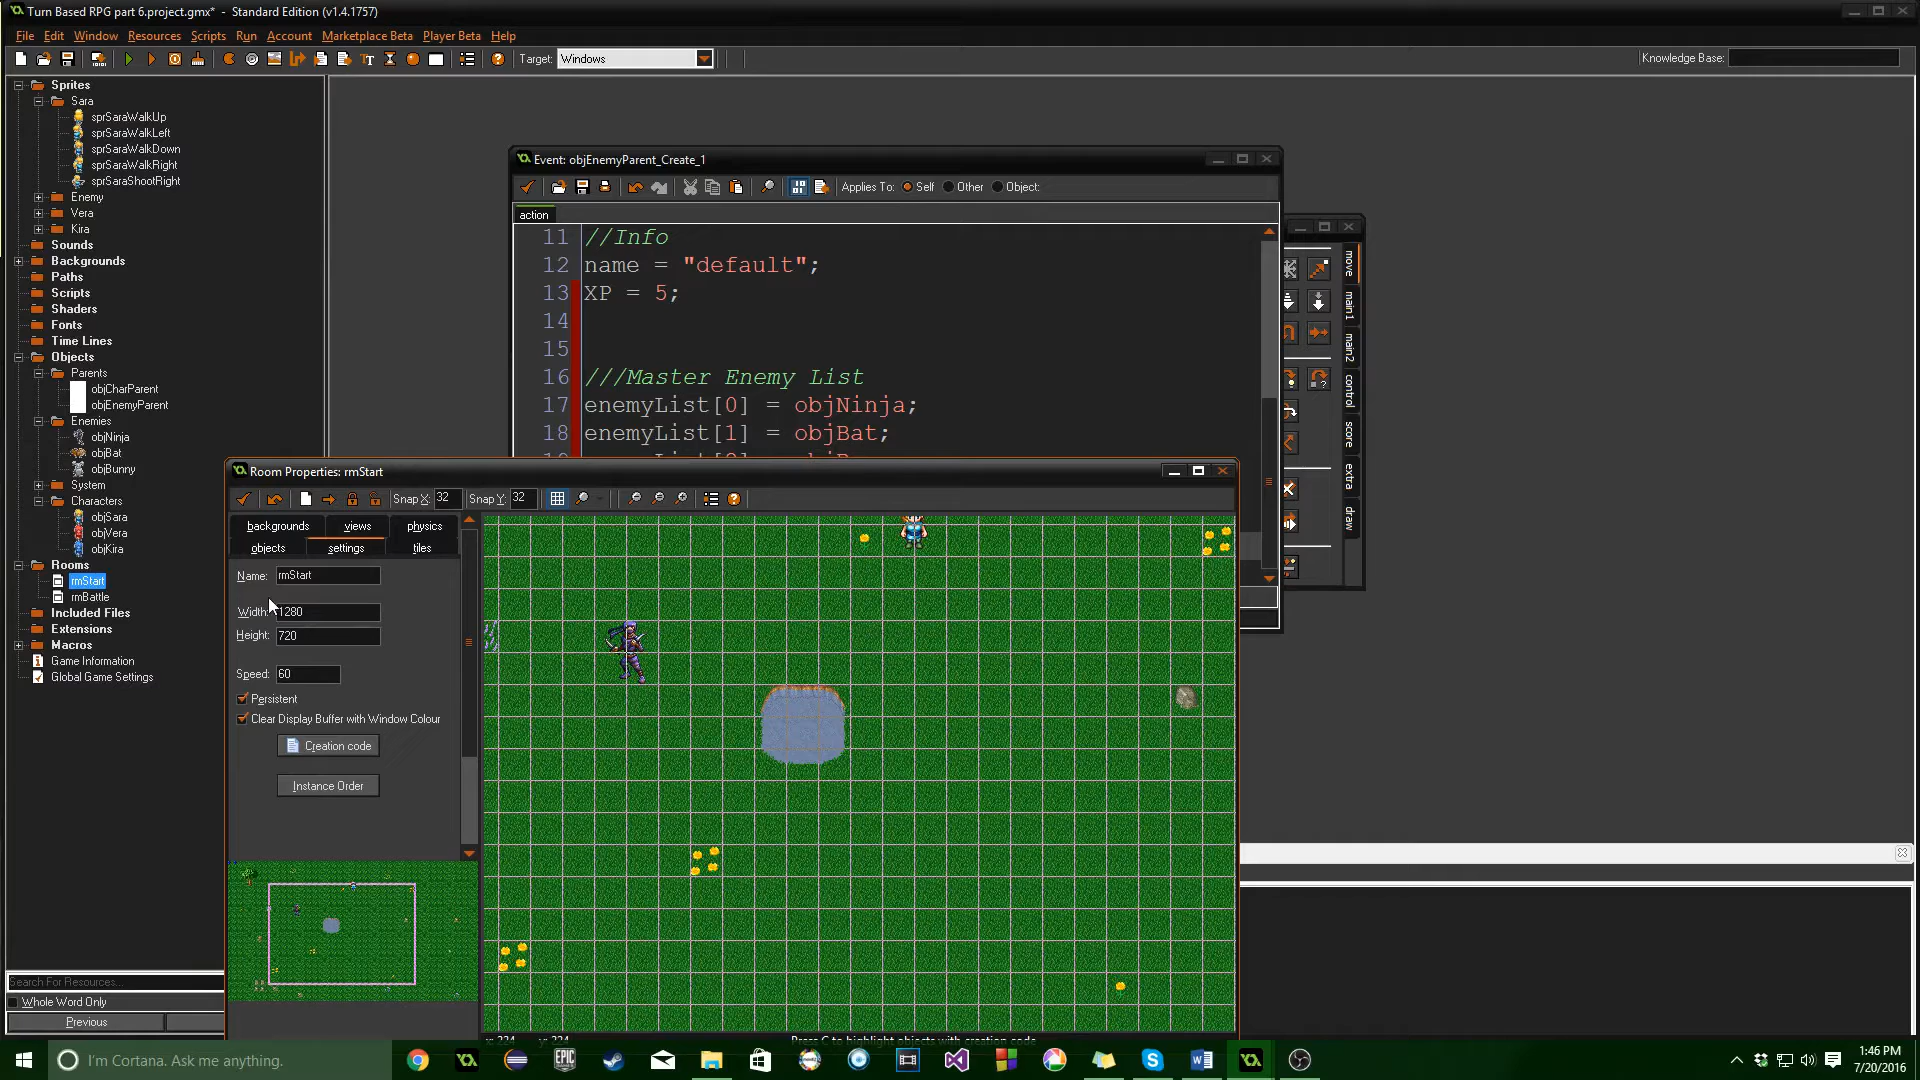 Turn Based RPG part 6.project.gmx* - Standard Edition (v1.4.1757)
File Edit Window Resources Scripts Run Account Marketplace Beta Player Beta Help
Target: Windows
Knowledge Base:
Sprites
Sara
sprSaraWalkUp
sprSaraWalkLeft
sprSaraWalkDown
sprSaraWalkRight
sprSaraShootRight
Enemy
Vera
Kira
Sounds
Backgrounds
Paths
Scripts
Shaders
Fonts
Time Lines
Objects
Parents
objCharParent
objEnemyParent
Enemies
objNinja
objBat
objBunny
System
Characters
objSara
objVera
objKira
Rooms
rmStart
rmBattle
Included Files
Extensions
Macros
Game Information
Global Game Settings
Search For Resources...
Whole Word Only
Previous
Event: objEnemyParent_Create_1
Applies To: Self Other Object:
action
11 //Info
12 name = "default";
13 XP = 5;
14
15
16 ///Master Enemy List
17 enemyList[0] = objNinja;
18 enemyList[1] = objBat;
move
main1
main2
control
score
extra
draw
Room Properties: rmStart
Snap X: 32 Snap Y: 32
backgrounds views physics
objects settings tiles
Name: rmStart
Width: 1280
Height: 720
Speed: 60
Persistent
Clear Display Buffer with Window Colour
Creation code
Instance Order
I'm Cortana. Ask me anything.
EPIC
1:46 PM
7/20/2016